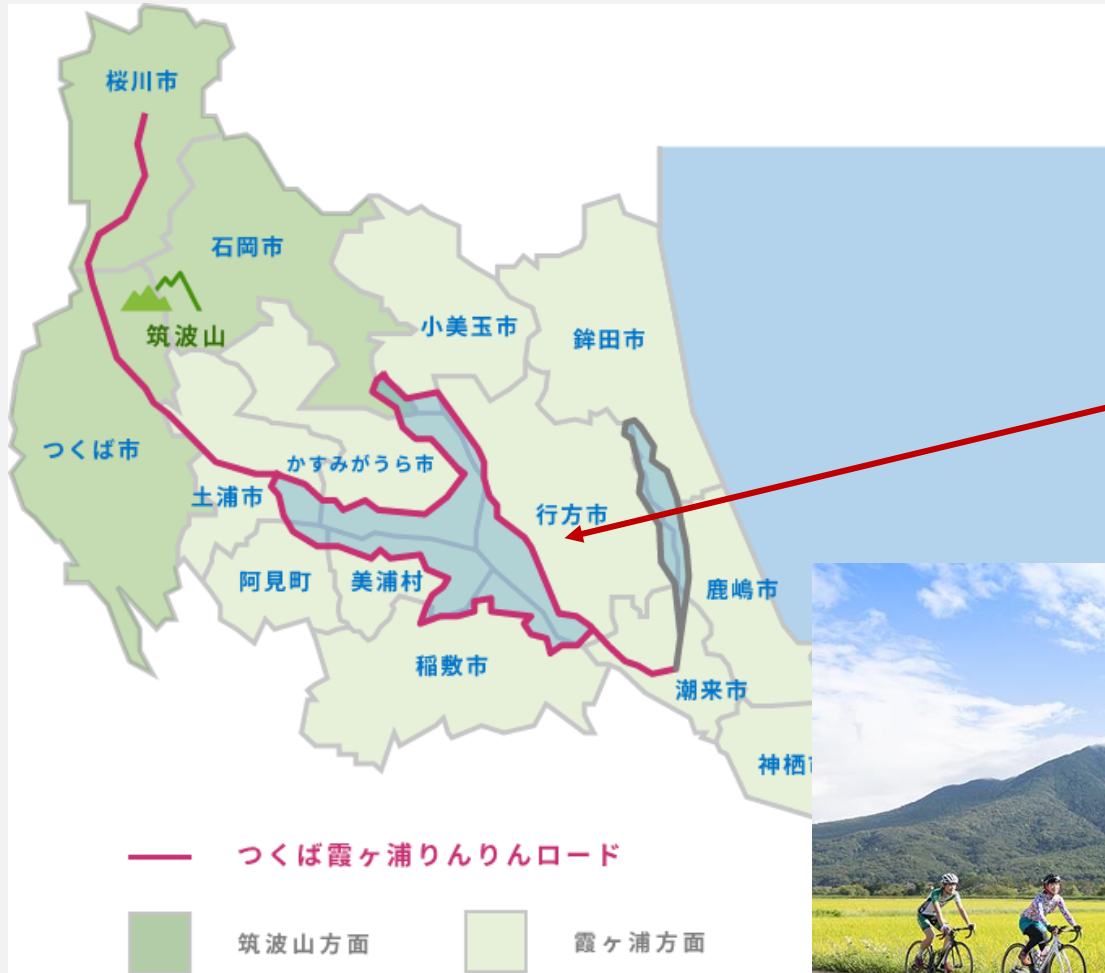 桜川市
石岡市
筑波山
小美玉市
鉾田市
つくば市
かすみがうら市
土浦市
行方市
阿見町
美浦村
鹿嶋市
稲敷市
潮来市
神栖
つくば霞ヶ浦りんりんロード
筑波山方面
霞ヶ浦方面